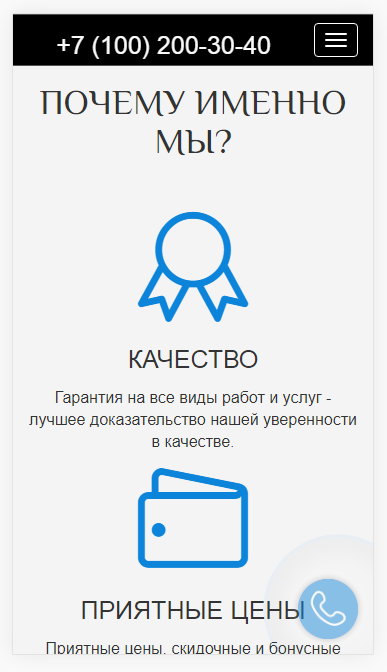 +7 (100) 200-30-40
ПОЧЕМУ ИМЕННО
МЫ?
КАЧЕСТВО
Гарантия на все виды работ и услуг -
лучшее доказательство нашей уверенности
в качестве.
ПРИЯТНЫЕ ЦЕНЫ
Приятные цены, скидочные и бонусные